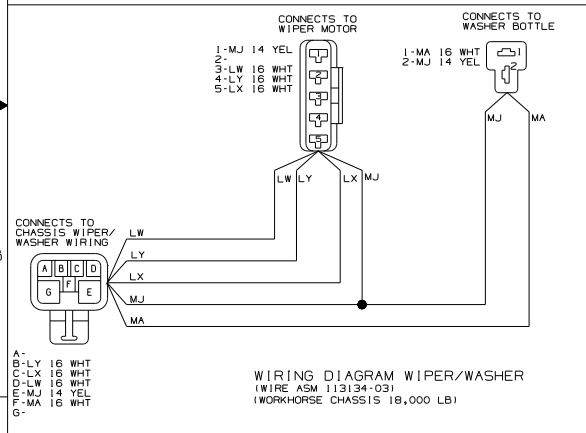 CONNECTS TO
WIPER MOTOR
1-MJ 14 YEL
2-
3-LW 16 WHT
4-LY 16 WHT
5-LX 16 WHT
1
2
3
4
5
CONNECTS TO
WASHER BOTTLE
1-MA 16 WHT
2-MJ 14 YEL
1
2
MJ MA
LW LY LX MJ
CONNECTS TO
CHASSIS WIPER/
WASHER WIRING
LW
LY
LX
MJ
MA
A B C D
G F E
A-
B-LY 16 WHT
C-LX 16 WHT
D-LW 16 WHT
E-MJ 14 YEL
F-MA 16 WHT
G-
WIRING DIAGRAM WIPER/WASHER
(WIRE ASM 113134-03)
(WORKHORSE CHASSIS 18,000 LB)